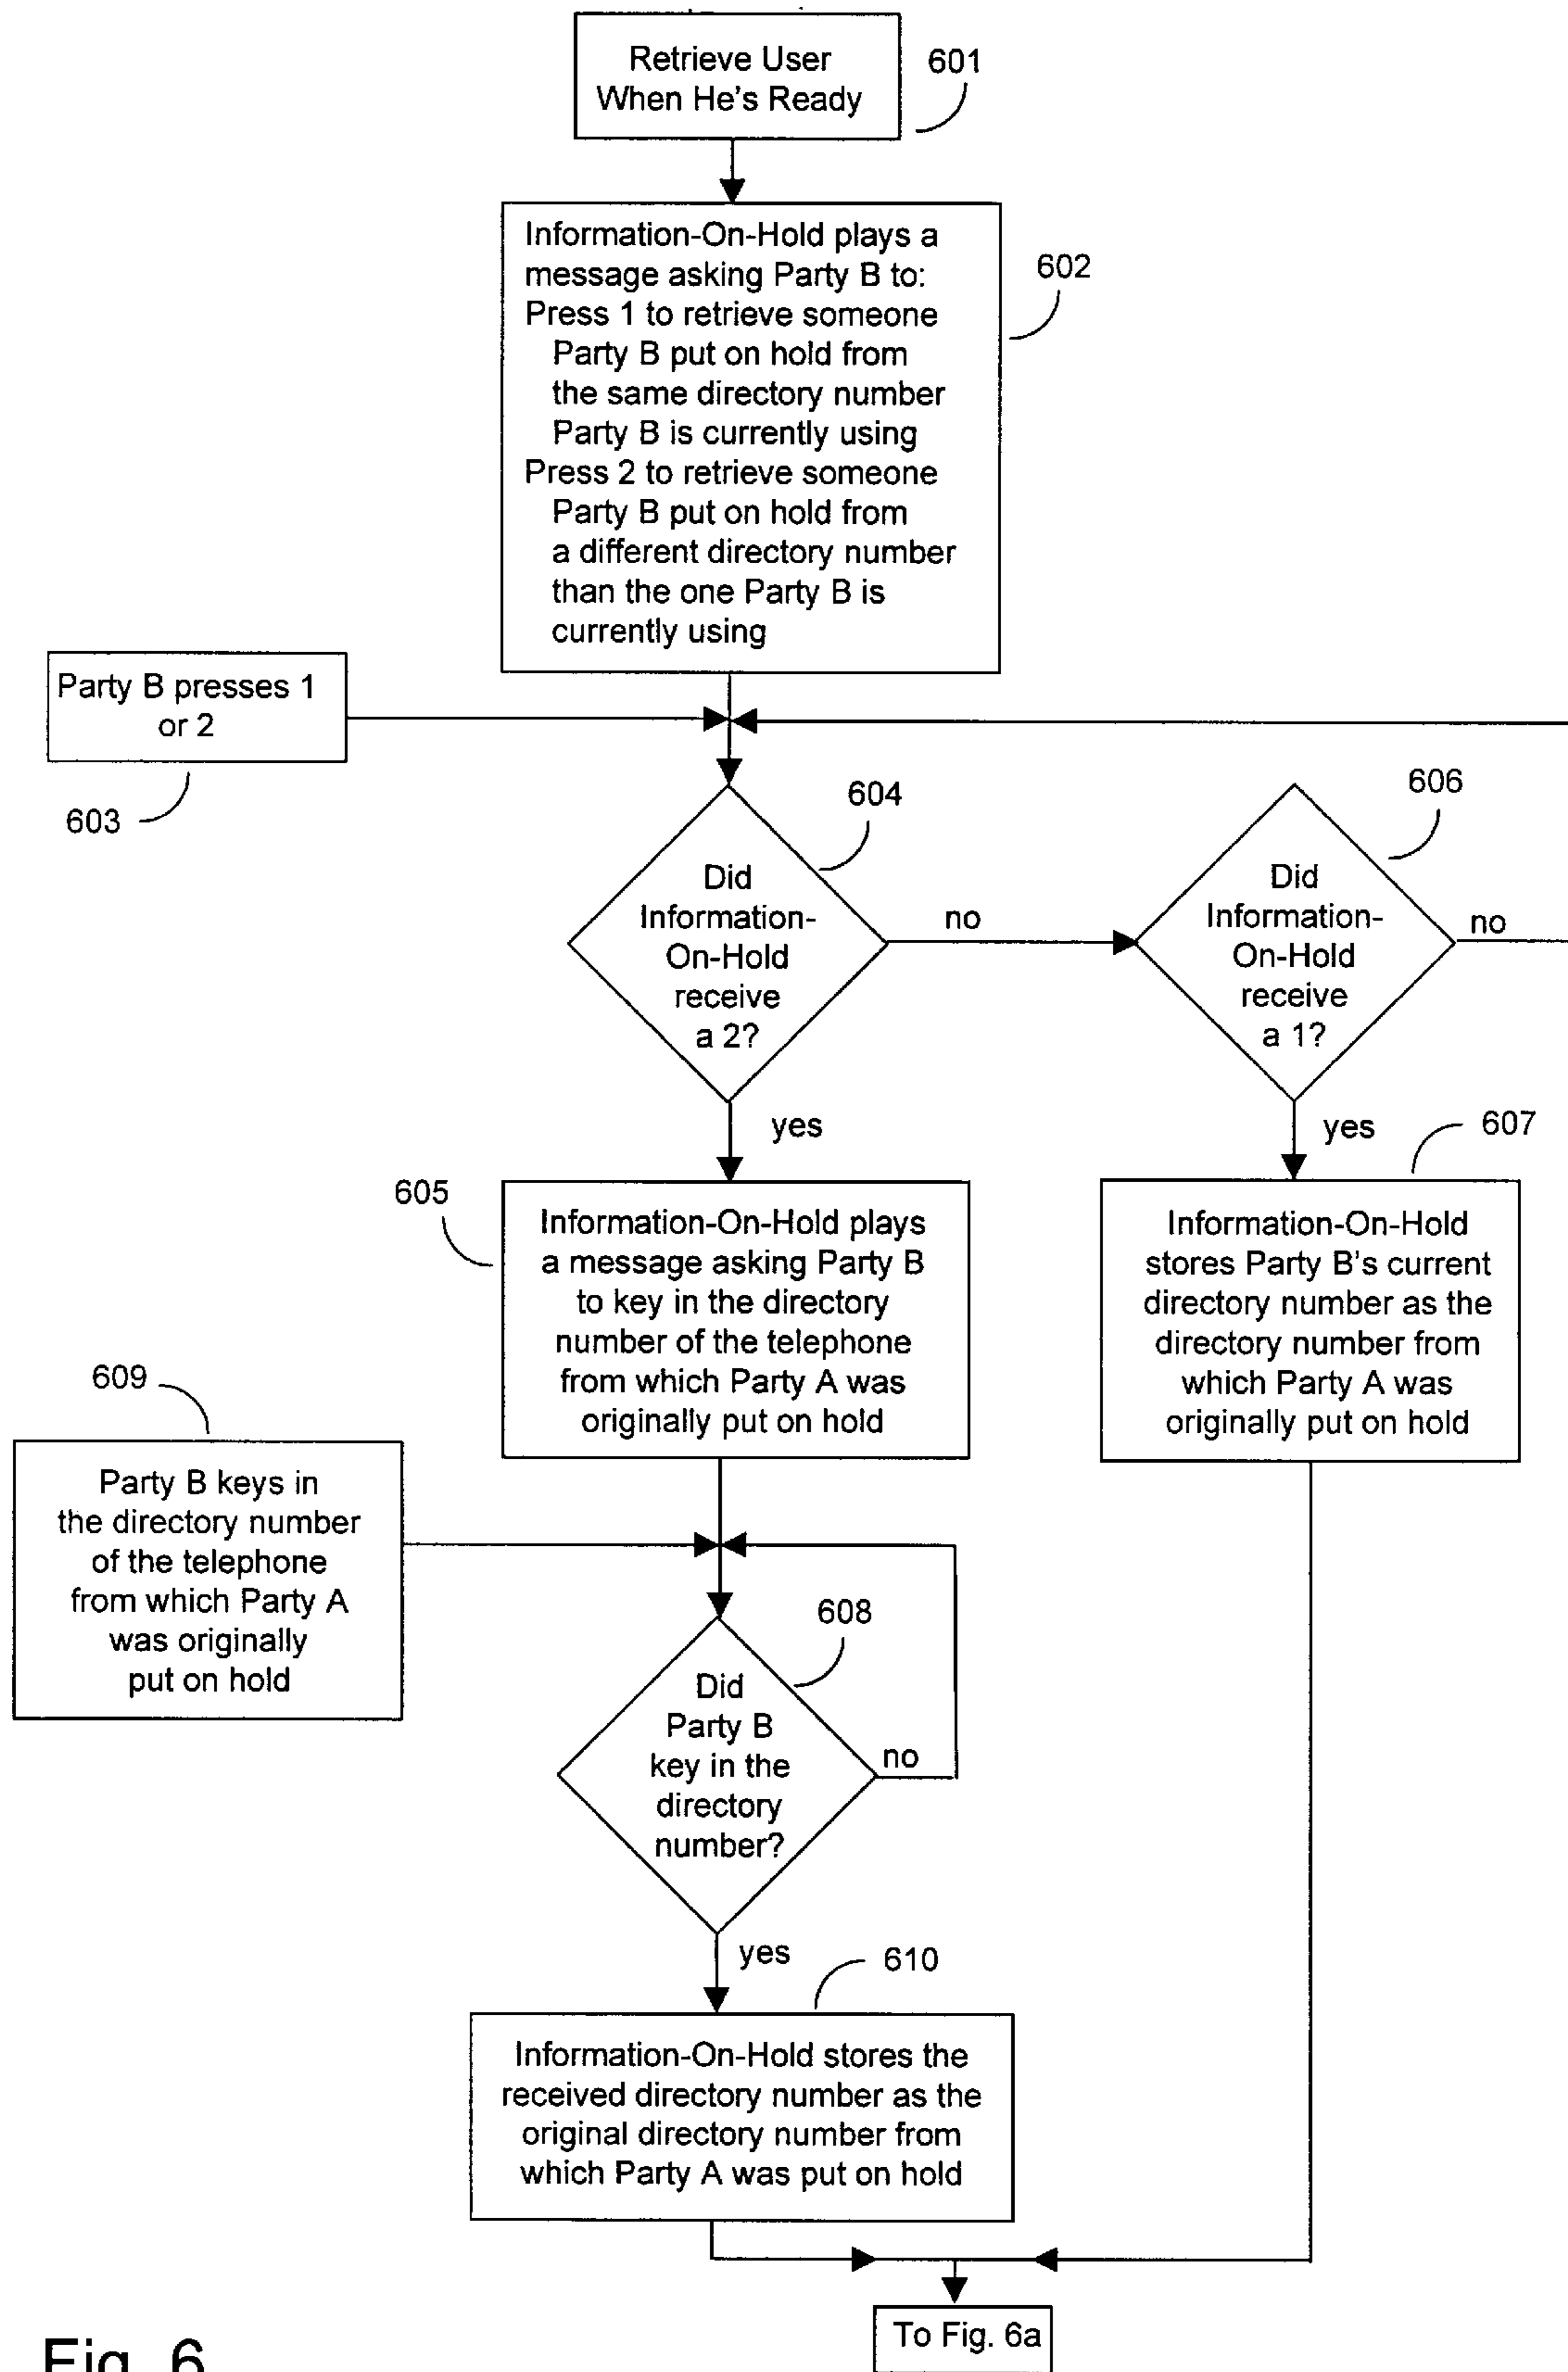 Retrieve User
When He's Ready
601
Information-On-Hold plays a
message asking Party B to:
Press 1 to retrieve someone
Party B put on hold from
the same directory number
Party B is currently using
Press 2 to retrieve someone
Party B put on hold from
a different directory number
than the one Party B is
currently using
602
Party B presses 1
or 2
603
604
Did
Information-
On-Hold
receive
a 2?
no
yes
606
Did
Information-
On-Hold
receive
a 1?
no
yes
605
Information-On-Hold plays
a message asking Party B
to key in the directory
number of the telephone
from which Party A was
originally put on hold
607
Information-On-Hold
stores Party B's current
directory number as the
directory number from
which Party A was
originally put on hold
609
Party B keys in
the directory number
of the telephone
from which Party A
was originally
put on hold
608
Did
Party B
key in the
directory
number?
no
yes
610
Information-On-Hold stores the
received directory number as the
original directory number from
which Party A was put on hold
To Fig. 6a
Fig. 6